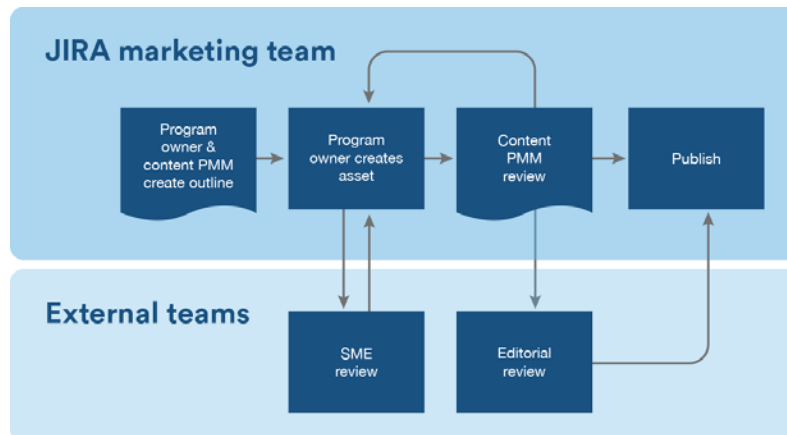 JIRA marketing team
Program
owner &
content PMM
create outline
Program
owner creates
asset
Content
PMM
review
Publish
External teams
SME
review
Editorial
review